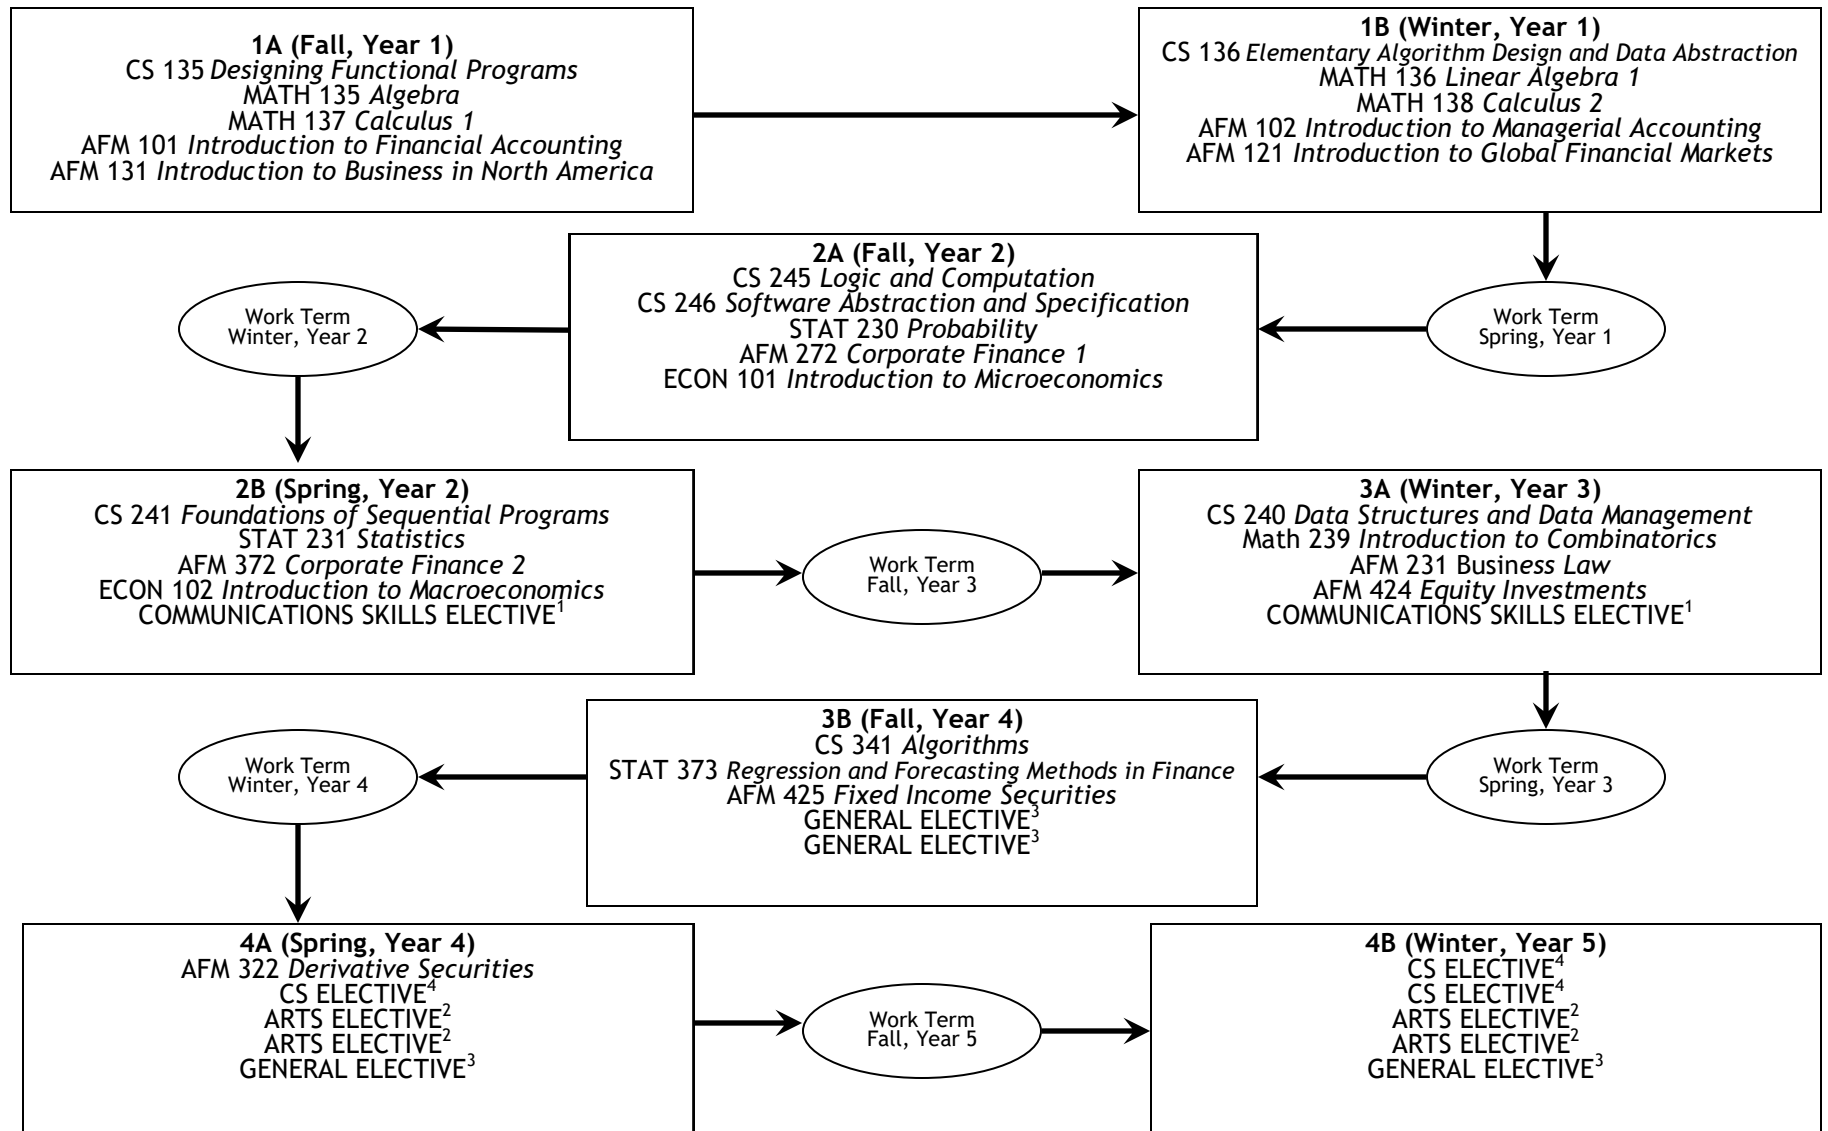 1A (Fall, Year 1)
CS 135 Designing Functional Programs
MATH 135 Algebra
MATH 137 Calculus 1
AFM 101 Introduction to Financial Accounting
AFM 131 Introduction to Business in North America
1B (Winter, Year 1)
CS 136 Elementary Algorithm Design and Data Abstraction
MATH 136 Linear Algebra 1
MATH 138 Calculus 2
AFM 102 Introduction to Managerial Accounting
AFM 121 Introduction to Global Financial Markets
Work Term
Spring, Year 1
2A (Fall, Year 2)
CS 245 Logic and Computation
CS 246 Software Abstraction and Specification
STAT 230 Probability
AFM 272 Corporate Finance 1
ECON 101 Introduction to Microeconomics
Work Term
Winter, Year 2
2B (Spring, Year 2)
CS 241 Foundations of Sequential Programs
STAT 231 Statistics
AFM 372 Corporate Finance 2
ECON 102 Introduction to Macroeconomics
COMMUNICATIONS SKILLS ELECTIVE¹
Work Term
Fall, Year 3
3A (Winter, Year 3)
CS 240 Data Structures and Data Management
Math 239 Introduction to Combinatorics
AFM 231 Business Law
AFM 424 Equity Investments
COMMUNICATIONS SKILLS ELECTIVE¹
Work Term
Spring, Year 3
3B (Fall, Year 4)
CS 341 Algorithms
STAT 373 Regression and Forecasting Methods in Finance
AFM 425 Fixed Income Securities
GENERAL ELECTIVE³
GENERAL ELECTIVE³
Work Term
Winter, Year 4
4A (Spring, Year 4)
AFM 322 Derivative Securities
CS ELECTIVE⁴
ARTS ELECTIVE²
ARTS ELECTIVE²
GENERAL ELECTIVE³
Work Term
Fall, Year 5
4B (Winter, Year 5)
CS ELECTIVE⁴
CS ELECTIVE⁴
ARTS ELECTIVE²
ARTS ELECTIVE²
GENERAL ELECTIVE³